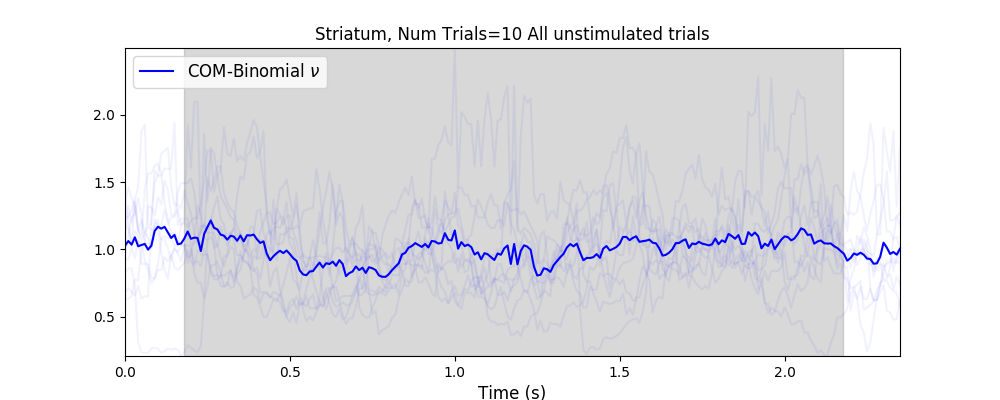 Striatum, Num Trials=10 All unstimulated trials
COM-Binomial ν
2.0
1.5
1.0
0.5
0.0 0.5 1.0 1.5 2.0
Time (s)